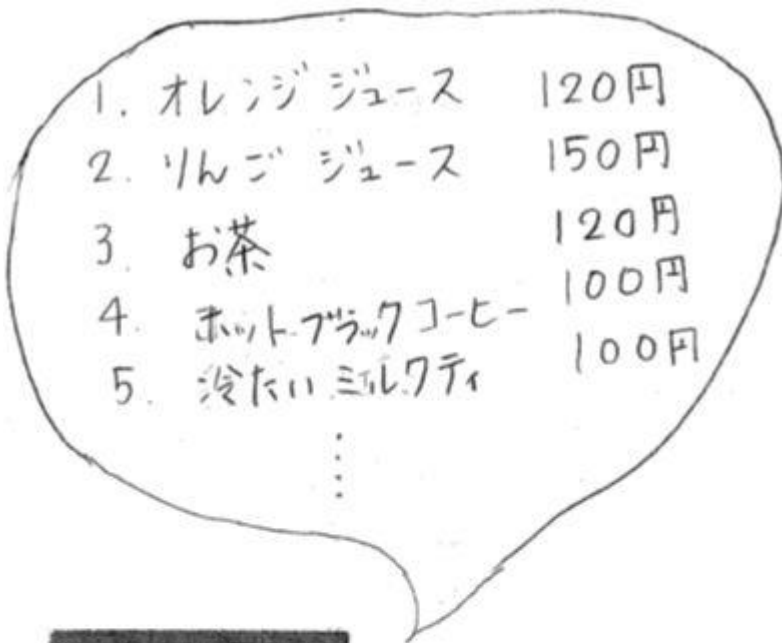 1. オレンジジュース 120円
2. りんごジュース 150円
3. お茶 120円
4. ホットブラックコーヒー 100円
5. 冷たいミルクティ 100円